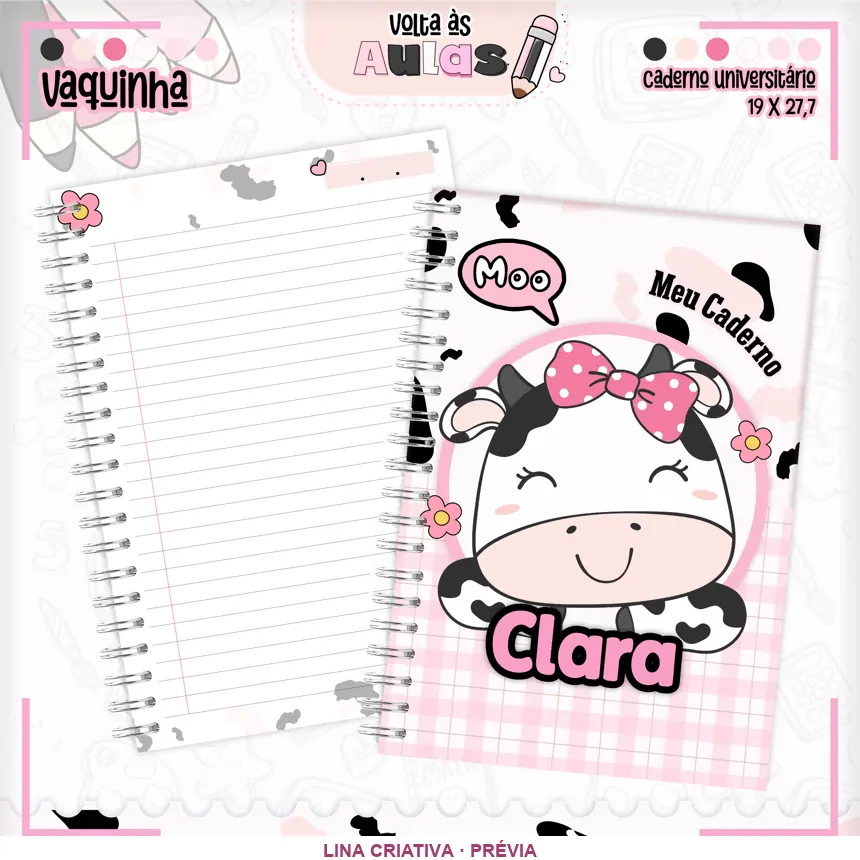 Volta às
Aulas
Vaquinha
Caderno Universitário
19 X 27,7
Moo
Meu Caderno
Clara
LINA CRIATIVA · PRÉVIA